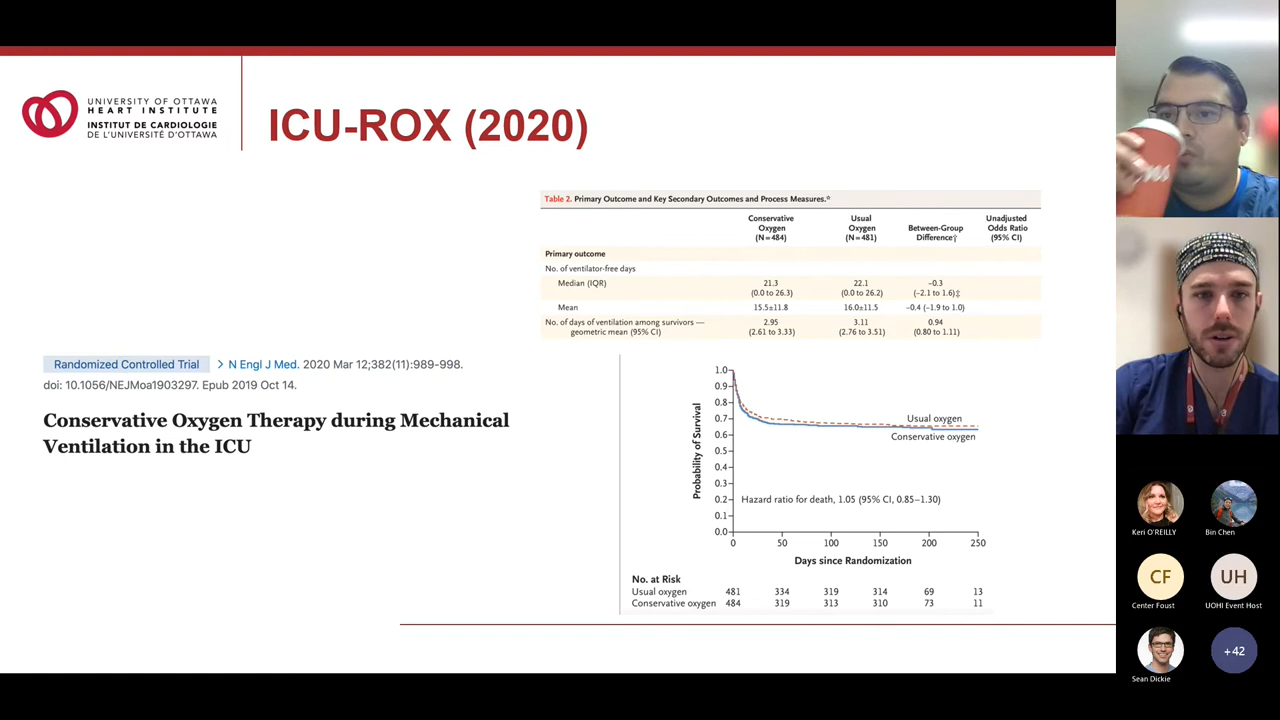 UNIVERSITY OF OTTAWA
HEART INSTITUTE
INSTITUT DE CARDIOLOGIE
DE L'UNIVERSITÉ D'OTTAWA
ICU-ROX (2020)
Table 2. Primary Outcome and Key Secondary Outcomes and Process Measures.*
Conservative Oxygen (N=484) Usual Oxygen (N=481) Between-Group Difference† Unadjusted Odds Ratio (95% CI)
Primary outcome
No. of ventilator-free days
Median (IQR) 21.3 (0.0 to 26.3) 22.1 (0.0 to 26.2) −0.3 (−2.1 to 1.6)‡
Mean 15.5±11.8 16.0±11.5 −0.4 (−1.9 to 1.0)
No. of days of ventilation among survivors — geometric mean (95% CI) 2.95 (2.61 to 3.33) 3.11 (2.76 to 3.51) 0.94 (0.80 to 1.11)
Randomized Controlled Trial > N Engl J Med. 2020 Mar 12;382(11):989-998.
doi: 10.1056/NEJMoa1903297. Epub 2019 Oct 14.
Conservative Oxygen Therapy during Mechanical
Ventilation in the ICU
Probability of Survival
1.0
0.9
0.8
0.7
0.6
0.5
0.4
0.3
0.2
0.1
0.0
Usual oxygen
Conservative oxygen
Hazard ratio for death, 1.05 (95% CI, 0.85–1.30)
0 50 100 150 200 250
Days since Randomization
No. at Risk
Usual oxygen 481 334 319 314 69 13
Conservative oxygen 484 319 313 310 73 11
Keri O'REILLY
Bin Chen
CF
UH
Center Foust
UOHI Event Host
Sean Dickie
+42